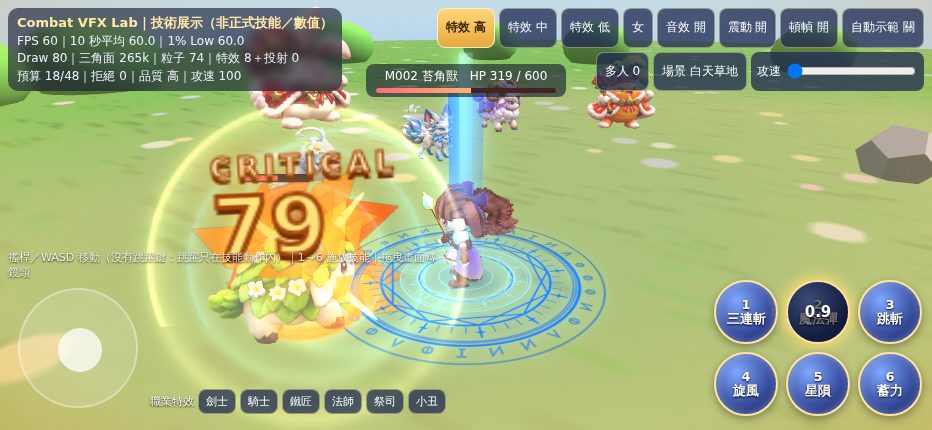 Combat VFX Lab｜技術展示（非正式技能／數值）
FPS 60｜10 秒平均 60.0｜1% Low 60.0
Draw 80｜三角面 265k｜粒子 74｜特效 8＋投射 0
預算 18/48｜拒絕 0｜品質 高｜攻速 100
特效 高
特效 中
特效 低
女
音效 開
震動 開
頓幀 開
自動示範 關
多人 0
場景 白天草地
攻速
M002 苔角獸 HP 319 / 600
CRITICAL
79
搖桿／WASD 移動（沒有跳躍鍵；跳躍只在技能動作內）｜1～6 施放技能｜拖曳畫面轉
鏡頭
1
三連斬
2
魔法彈
0.9
3
跳斬
4
旋風
5
星隕
6
蓄力
職業特效
劍士
騎士
鐵匠
法師
祭司
小丑